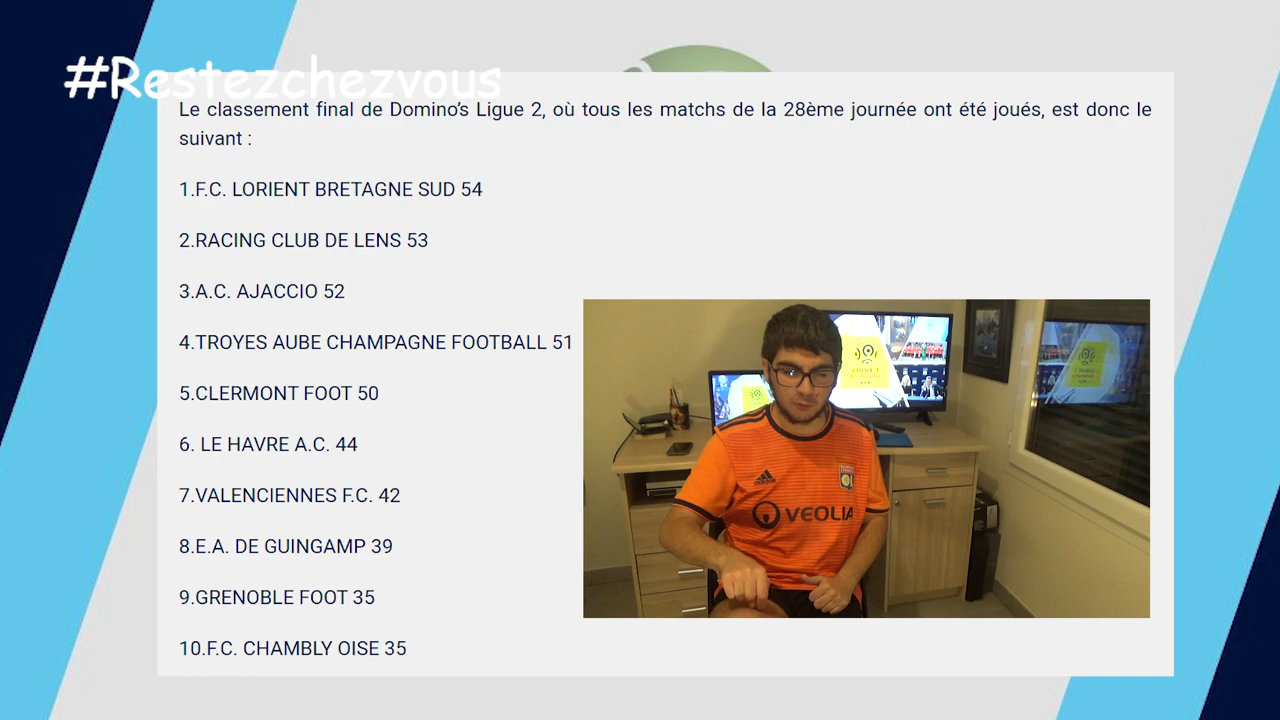 #Restezchezvous
Le classement final de Domino’s Ligue 2, où tous les matchs de la 28ème journée ont été joués, est donc le
suivant :
1.F.C. LORIENT BRETAGNE SUD 54
2.RACING CLUB DE LENS 53
3.A.C. AJACCIO 52
4.TROYES AUBE CHAMPAGNE FOOTBALL 51
5.CLERMONT FOOT 50
6. LE HAVRE A.C. 44
7.VALENCIENNES F.C. 42
8.E.A. DE GUINGAMP 39
9.GRENOBLE FOOT 35
10.F.C. CHAMBLY OISE 35
adidas
VEOLIA